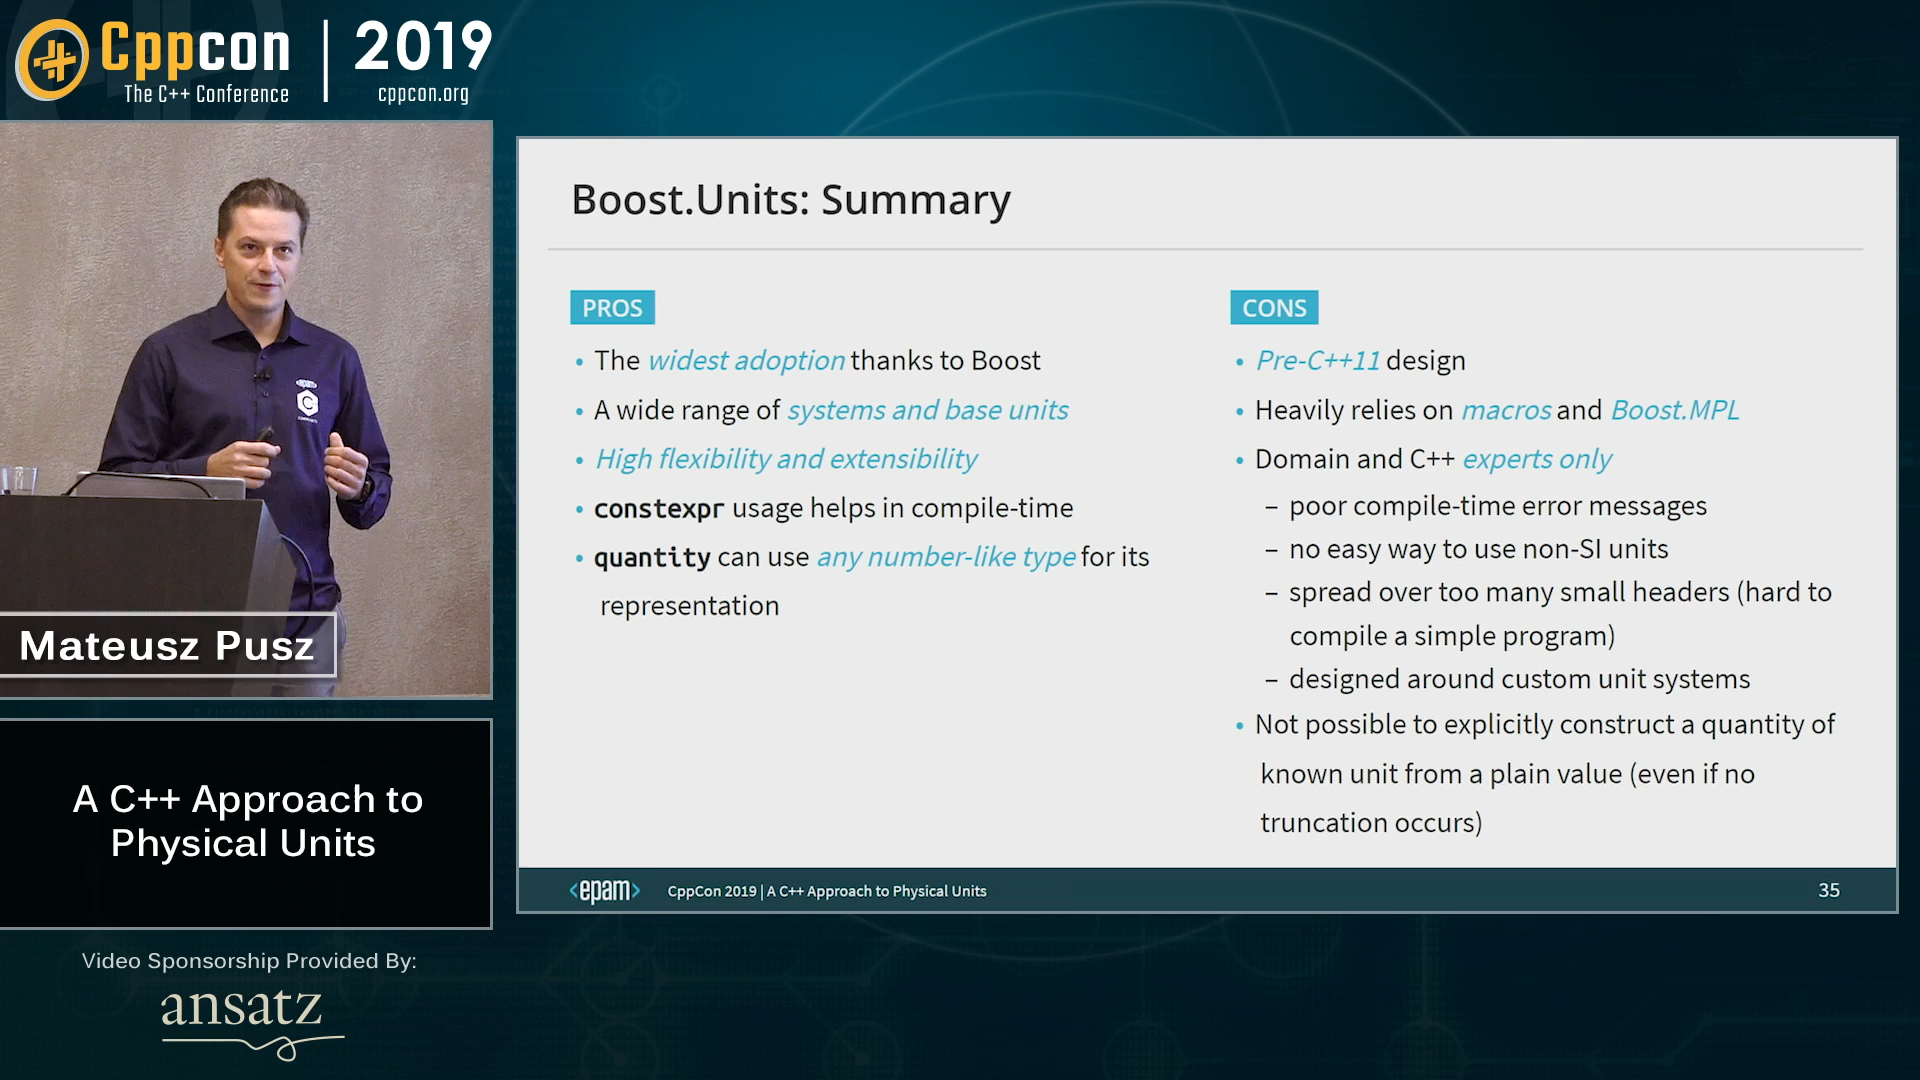 Cppcon
The C++ Conference
2019
cppcon.org
Mateusz Pusz
A C++ Approach to
Physical Units
Video Sponsorship Provided By:
ansatz
Boost.Units: Summary
PROS
• The widest adoption thanks to Boost
• A wide range of systems and base units
• High flexibility and extensibility
• constexpr usage helps in compile-time
• quantity can use any number-like type for its
representation
CONS
• Pre-C++11 design
• Heavily relies on macros and Boost.MPL
• Domain and C++ experts only
– poor compile-time error messages
– no easy way to use non-SI units
– spread over too many small headers (hard to
compile a simple program)
– designed around custom unit systems
• Not possible to explicitly construct a quantity of
known unit from a plain value (even if no
truncation occurs)
<epam>
CppCon 2019 | A C++ Approach to Physical Units
35